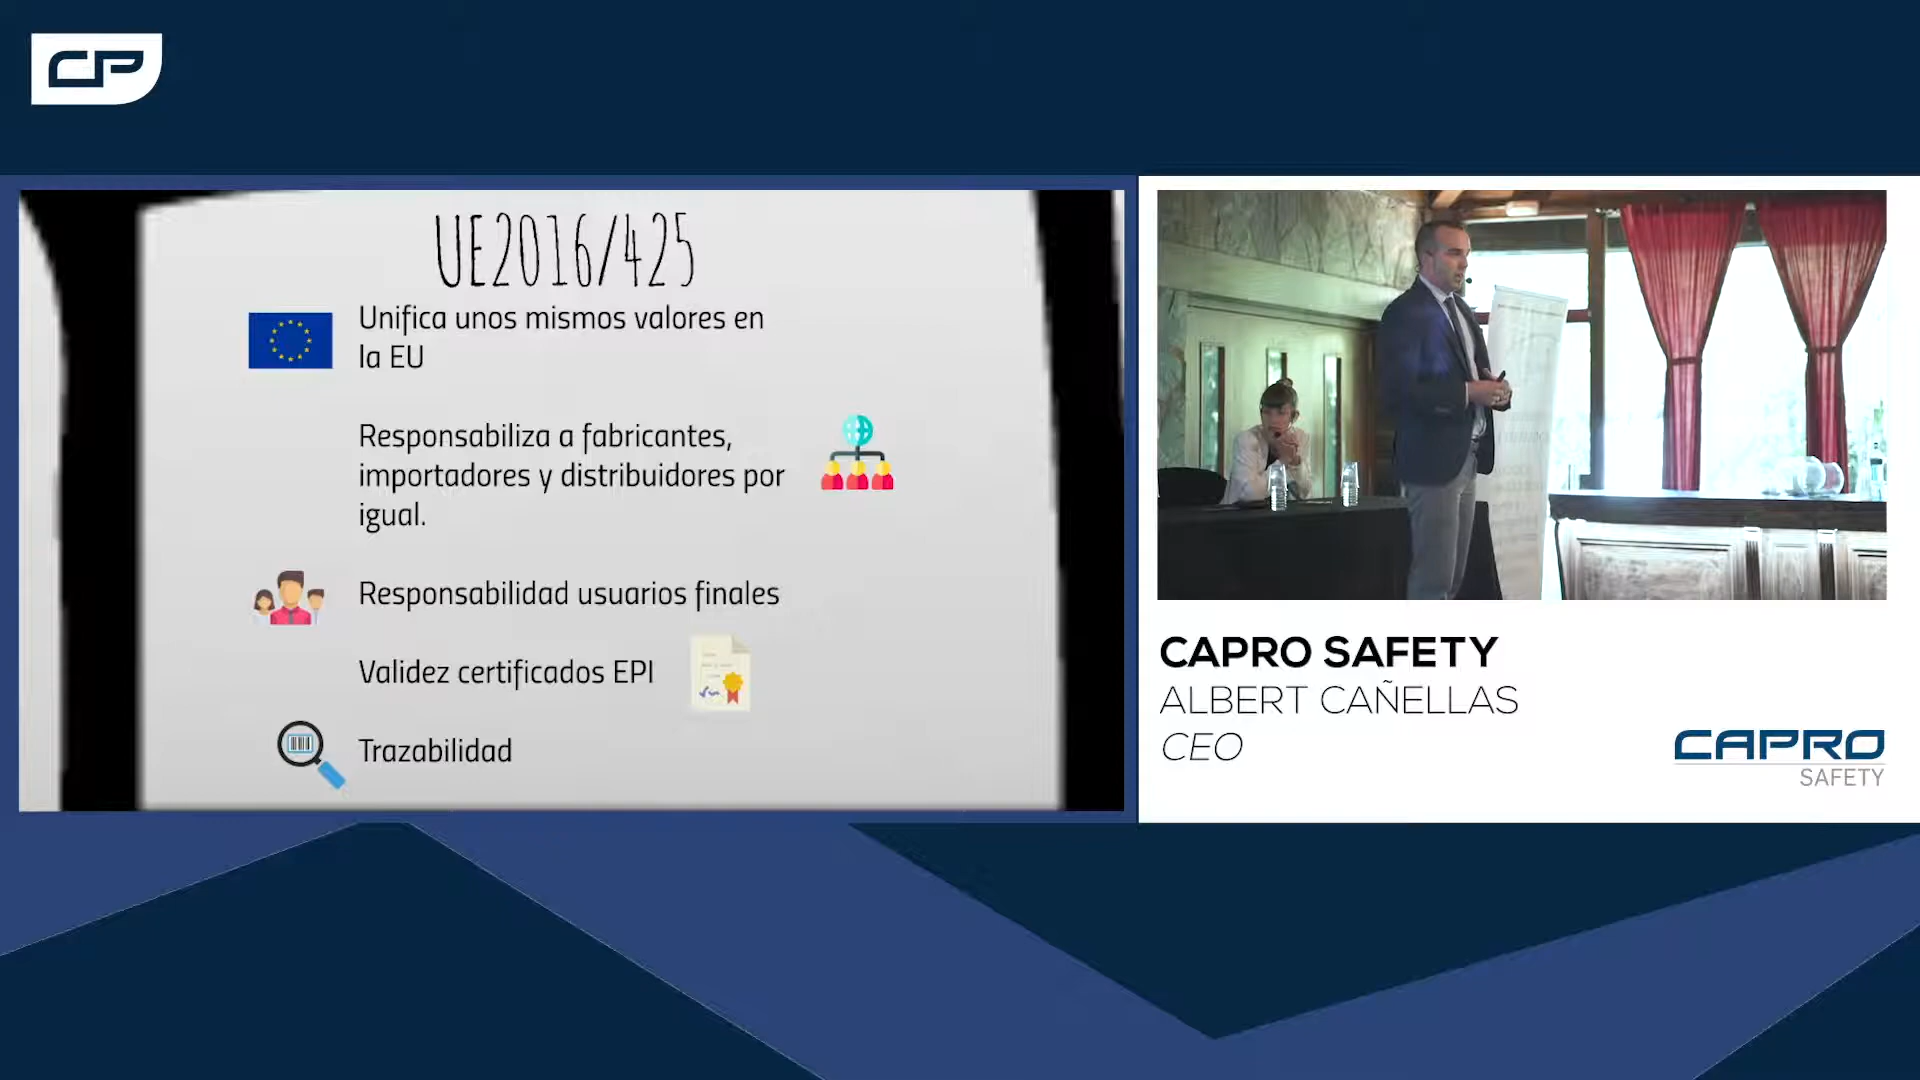 CP
UE2016/425
Unifica unos mismos valores en
la EU
Responsabiliza a fabricantes,
importadores y distribuidores por
igual.
Responsabilidad usuarios finales
Validez certificados EPI
Trazabilidad
CAPRO SAFETY
ALBERT CAÑELLAS
CEO
CAPRO
SAFETY